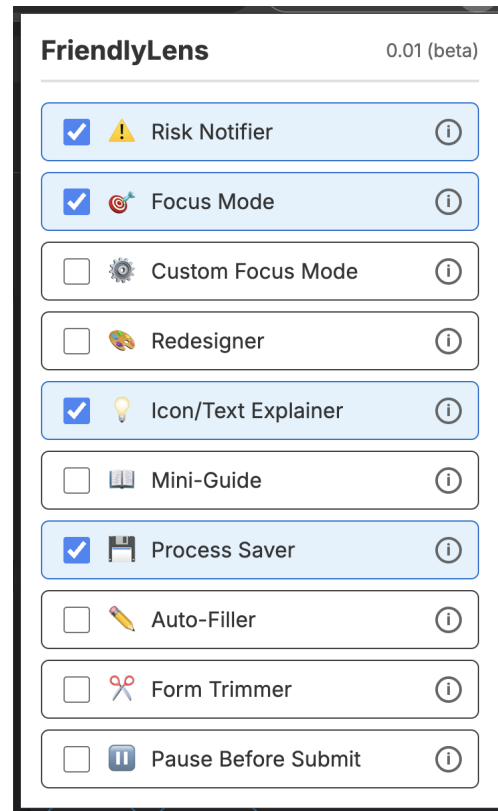 FriendlyLens 0.01 (beta)
Risk Notifier
Focus Mode
Custom Focus Mode
Redesigner
Icon/Text Explainer
Mini-Guide
Process Saver
Auto-Filler
Form Trimmer
Pause Before Submit